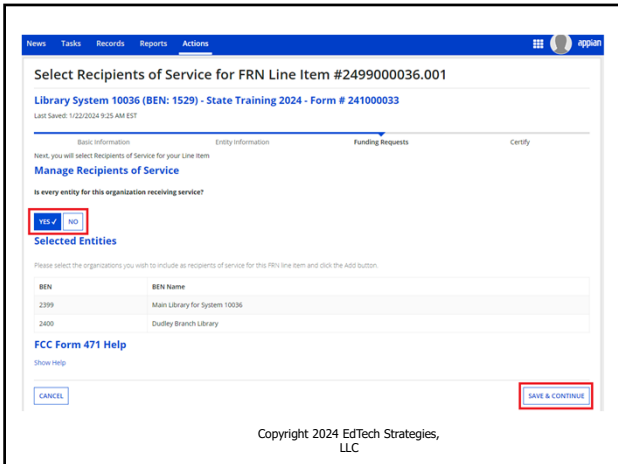 News Tasks Records Reports Actions appian
Select Recipients of Service for FRN Line Item #2499000036.001
Library System 10036 (BEN: 1529) - State Training 2024 - Form # 241000033
Last Saved: 1/22/2024 9:25 AM EST
Basic Information Entity Information Funding Requests Certify
Next, you will select Recipients of Service for your Line Item
Manage Recipients of Service
Is every entity for this organization receiving service?
YES ✓ NO
Selected Entities
Please select the organizations you wish to include as recipients of service for this FRN line item and click the Add button
BEN BEN Name
2399 Main Library for System 10036
2400 Dudley Branch Library
FCC Form 471 Help
Show Help
CANCEL SAVE & CONTINUE
Copyright 2024 EdTech Strategies,
LLC